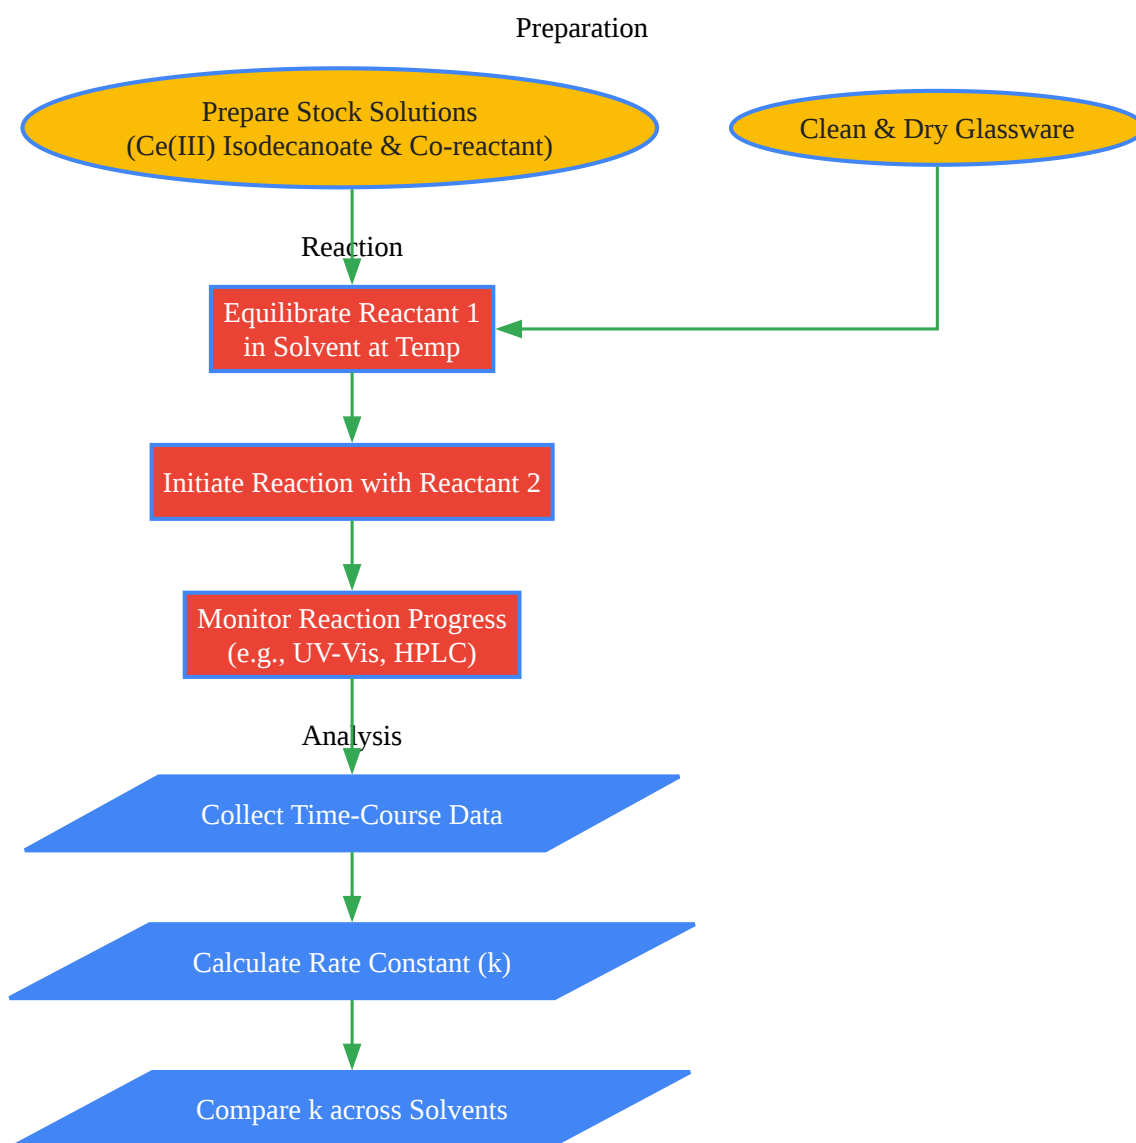 Preparation
Prepare Stock Solutions
(Ce(III) Isodecanoate & Co-reactant)
Clean & Dry Glassware
Reaction
Equilibrate Reactant 1
in Solvent at Temp
Initiate Reaction with Reactant 2
Monitor Reaction Progress
(e.g., UV-Vis, HPLC)
Analysis
Collect Time-Course Data
Calculate Rate Constant (k)
Compare k across Solvents